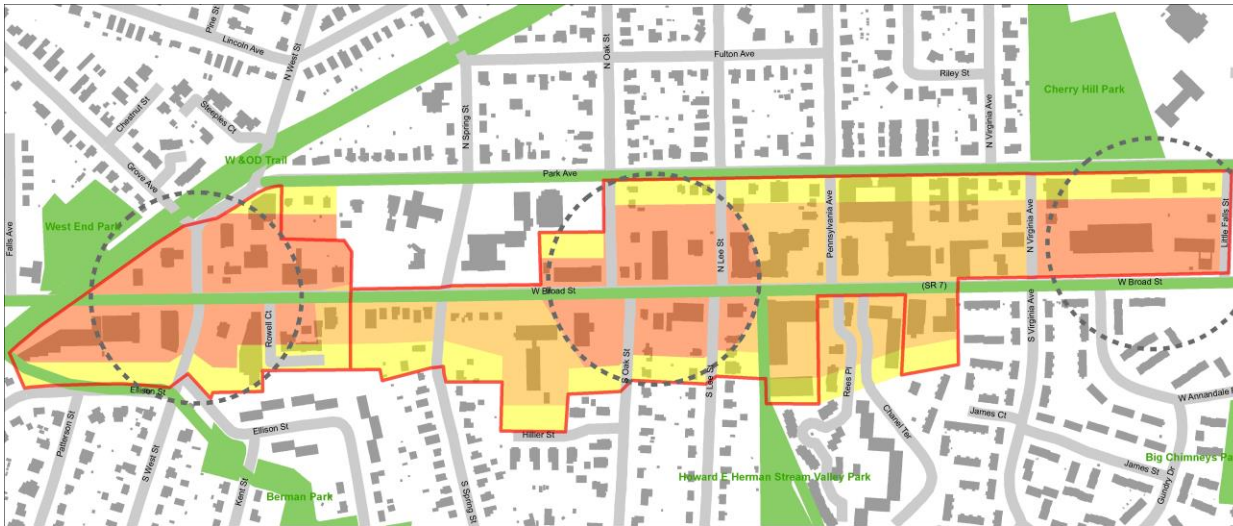 Pine St
Lincoln Ave
N West St
N Oak St
Fulton Ave
Riley St
Cherry Hill Park
Chestnut St
Steeples Ct
N Spring St
N Virginia Ave
W &OD Trail
Grove Ave
Park Ave
Falls Ave
West End Park
Pennsylvania Ave
N Lee St
N Virginia Ave
Little Falls St
W Broad St
(SR 7)
W Broad St
Rowell Ct
S Oak St
S Lee St
S Virginia Ave
Rees Pl
Ellison St
W Annandale
Chanel Ter
James Ct
Patterson St
S West St
Ellison St
Hillier St
James St
Big Chimneys Pa
Gundry Dr
Howard E Herman Stream Valley Park
Kent St
Berman Park
S Spring St